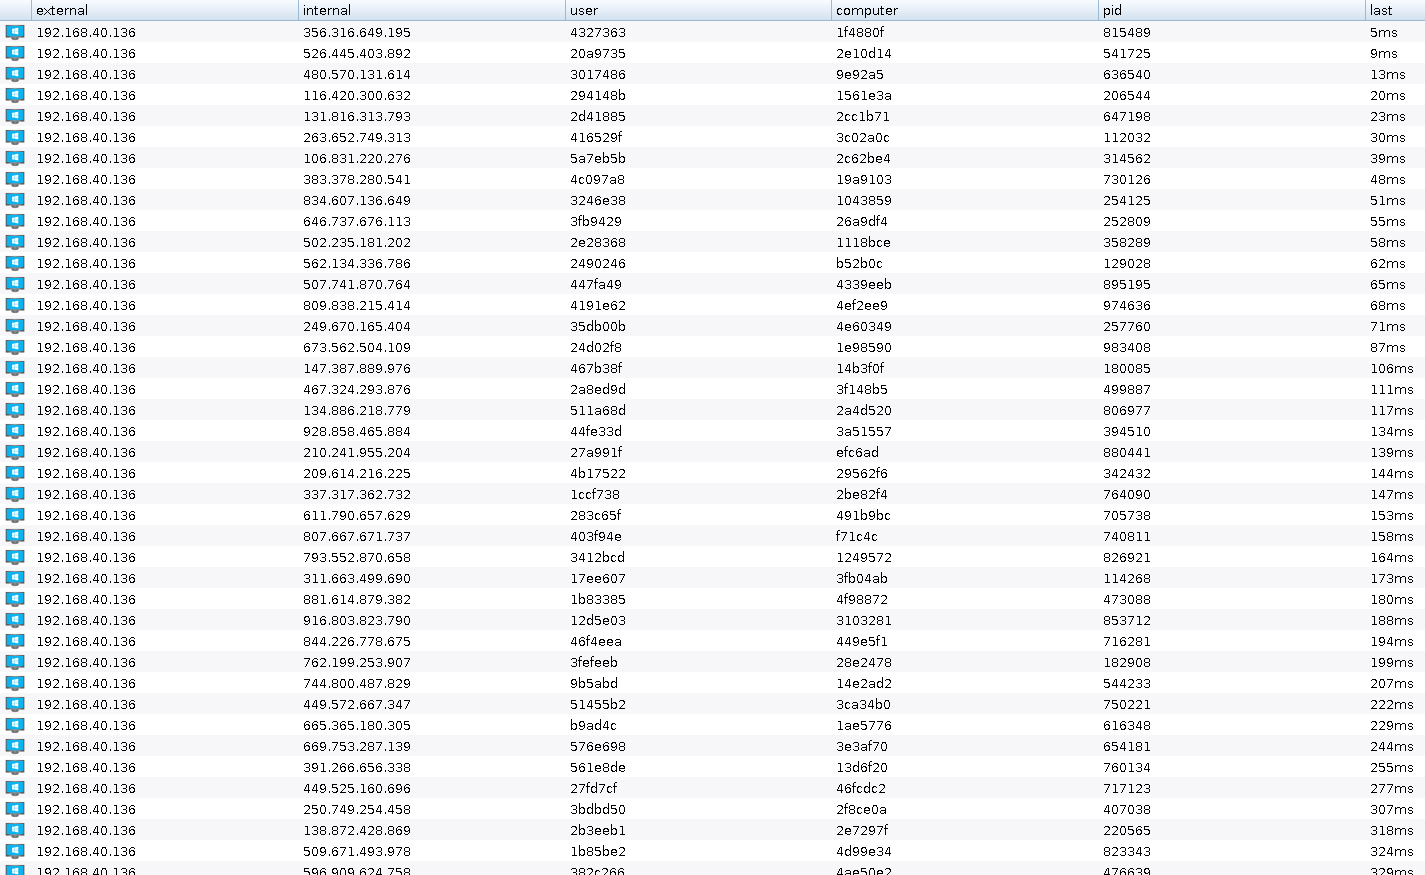 external internal user computer pid last
192.168.40.136 356.316.649.195 4327363 1f4880f 815489 5ms
192.168.40.136 526.445.403.892 20a9735 2e10d14 541725 9ms
192.168.40.136 480.570.131.614 3017486 9e92a5 636540 13ms
192.168.40.136 116.420.300.632 294148b 1561e3a 206544 20ms
192.168.40.136 131.816.313.793 2d41885 2cc1b71 647198 23ms
192.168.40.136 263.652.749.313 416529f 3c02a0c 112032 30ms
192.168.40.136 106.831.220.276 5a7eb5b 2c62be4 314562 39ms
192.168.40.136 383.378.280.541 4c097a8 19a9103 730126 48ms
192.168.40.136 834.607.136.649 3246e38 1043859 254125 51ms
192.168.40.136 646.737.676.113 3fb9429 26a9df4 252809 55ms
192.168.40.136 502.235.181.202 2e28368 1118bce 358289 58ms
192.168.40.136 562.134.336.786 2490246 b52b0c 129028 62ms
192.168.40.136 507.741.870.764 447fa49 4339eeb 895195 65ms
192.168.40.136 809.838.215.414 4191e62 4ef2ee9 974636 68ms
192.168.40.136 249.670.165.404 35db00b 4e60349 257760 71ms
192.168.40.136 673.562.504.109 24d02f8 1e98590 983408 87ms
192.168.40.136 147.387.889.976 467b38f 14b3f0f 180085 106ms
192.168.40.136 467.324.293.876 2a8ed9d 3f148b5 499887 111ms
192.168.40.136 134.886.218.779 511a68d 2a4d520 806977 117ms
192.168.40.136 928.858.465.884 44fe33d 3a51557 394510 134ms
192.168.40.136 210.241.955.204 27a991f efc6ad 880441 139ms
192.168.40.136 209.614.216.225 4b17522 29562f6 342432 144ms
192.168.40.136 337.317.362.732 1ccf738 2be82f4 764090 147ms
192.168.40.136 611.790.657.629 283c65f 491b9bc 705738 153ms
192.168.40.136 807.667.671.737 403f94e f71c4c 740811 158ms
192.168.40.136 793.552.870.658 3412bcd 1249572 826921 164ms
192.168.40.136 311.663.499.690 17ee607 3fb04ab 114268 173ms
192.168.40.136 881.614.879.382 1b83385 4f98872 473088 180ms
192.168.40.136 916.803.823.790 12d5e03 3103281 853712 188ms
192.168.40.136 844.226.778.675 46f4eea 449e5f1 716281 194ms
192.168.40.136 762.199.253.907 3fefeeb 28e2478 182908 199ms
192.168.40.136 744.800.487.829 9b5abd 14e2ad2 544233 207ms
192.168.40.136 449.572.667.347 51455b2 3ca34b0 750221 222ms
192.168.40.136 665.365.180.305 b9ad4c 1ae5776 616348 229ms
192.168.40.136 669.753.287.139 576e698 3e3af70 654181 244ms
192.168.40.136 391.266.656.338 561e8de 13d6f20 760134 255ms
192.168.40.136 449.525.160.696 27fd7cf 46fcdc2 717123 277ms
192.168.40.136 250.749.254.458 3bdbd50 2f8ce0a 407038 307ms
192.168.40.136 138.872.428.869 2b3eeb1 2e7297f 220565 318ms
192.168.40.136 509.671.493.978 1b85be2 4d99e34 823343 324ms
192.168.40.136 596.909.624.758 382c266 4ae50e2 476639 329ms